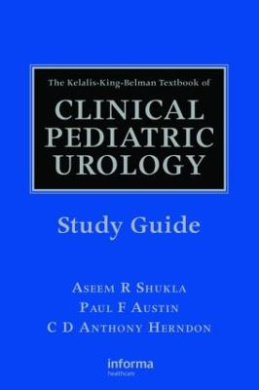 The Kelalis-King-Belman Textbook of
CLINICAL
PEDIATRIC
UROLOGY
Study Guide
ASEEM R SHUKLA
PAUL F AUSTIN
C D ANTHONY HERNDON
informa
healthcare